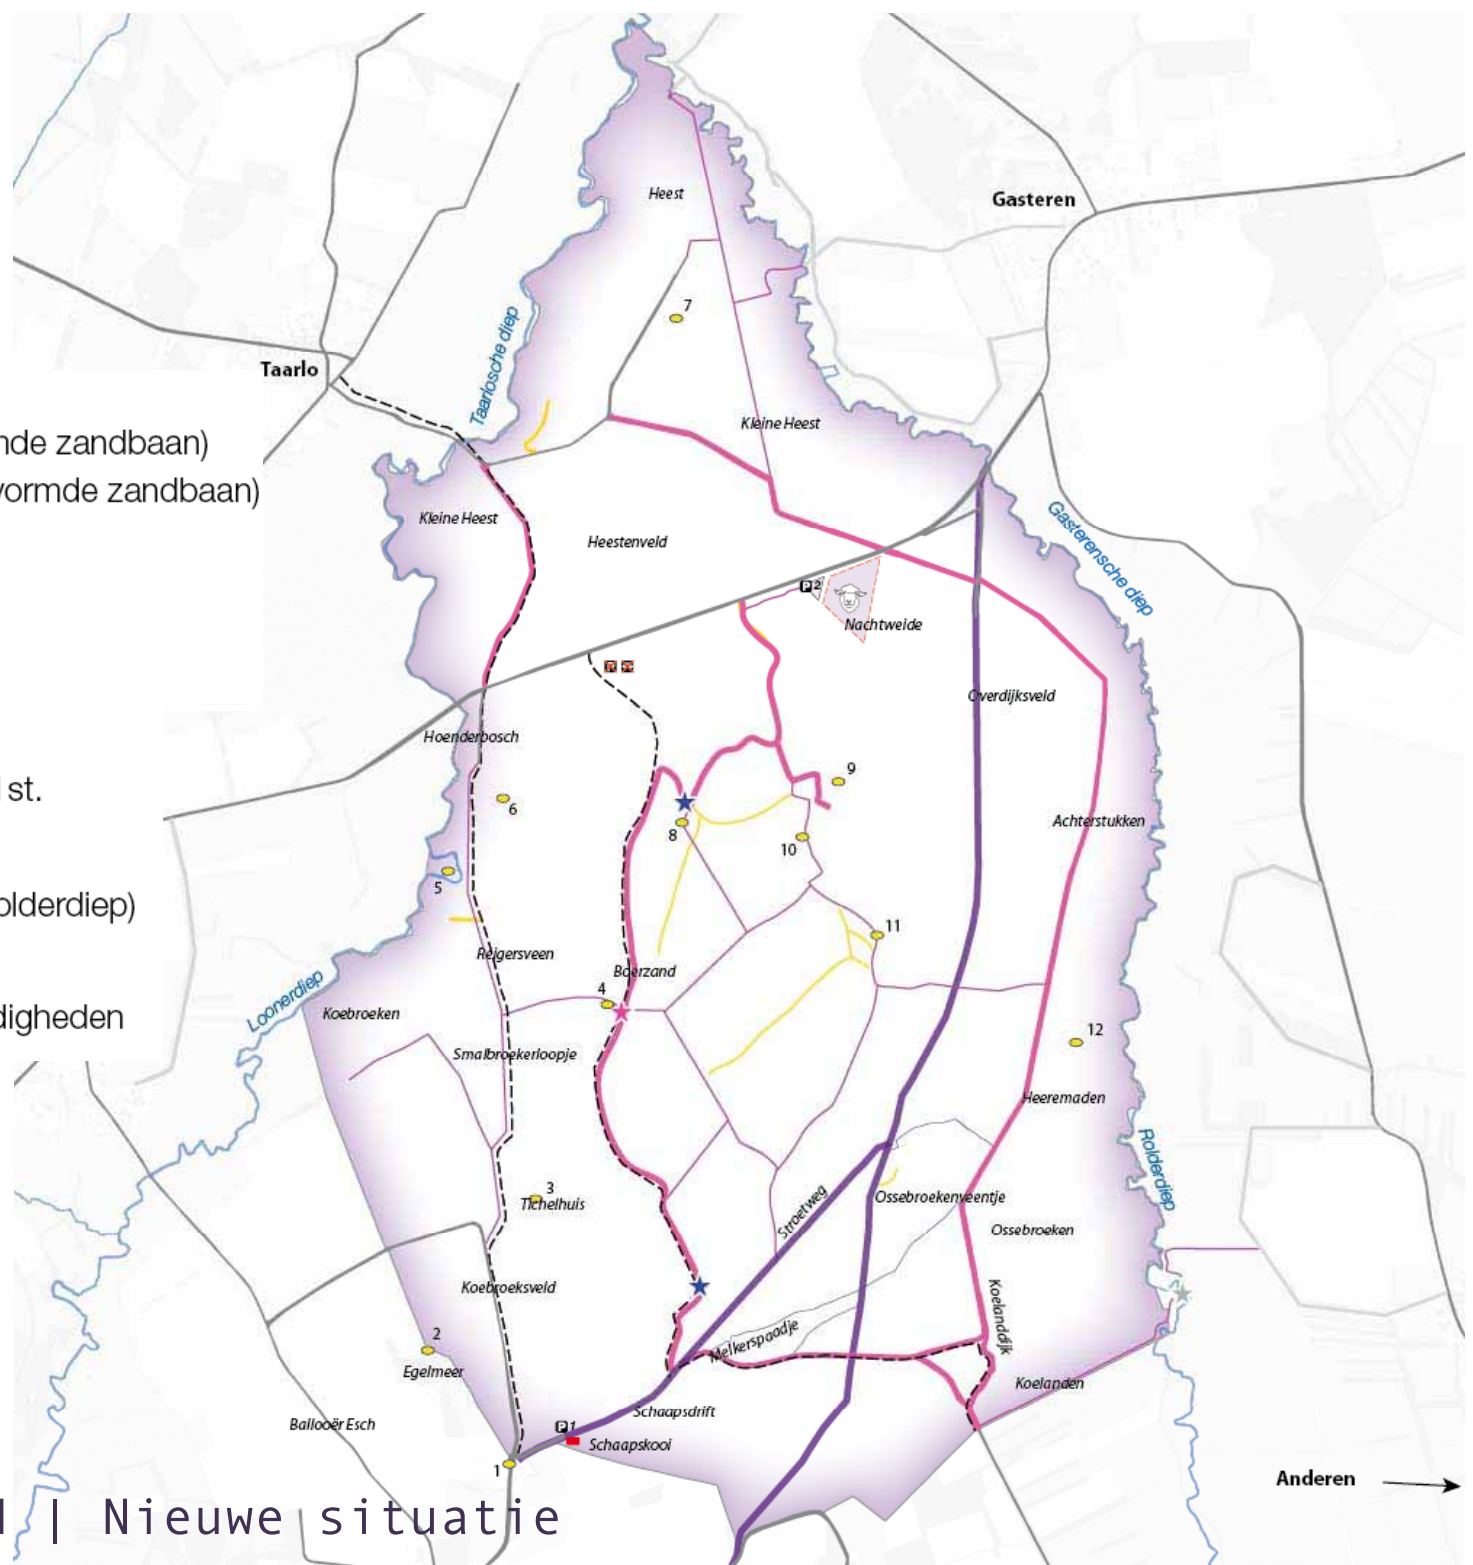 Heest
Gasteren
7
Taarlosche diep
Taarlo
Kleine Heest
nde zandbaan)
vormde zandbaan)
Kleine Heest
Heestenveld
Gasterensche diep
P2
Nachtweide
Overdijksveld
Hoenderbosch
9
st.
6
8
10
Achterstukken
5
olderdiep)
11
Reigersveen
Boerzand
4
Loonerdiep
Koebroeken
digheden
12
Smalbroekerloopje
Heeremaden
Rolderdiep
3
Tichelhuis
Stroetweg
Ossebroekenveentje
Ossebroeken
Koebroeksveld
Koelanddijk
2
Melkerspaadje
Egelmeer
Koelanden
Schaapsdrift
Ballooër Esch
P1
Schaapskooi
1
Anderen
| Nieuwe situatie